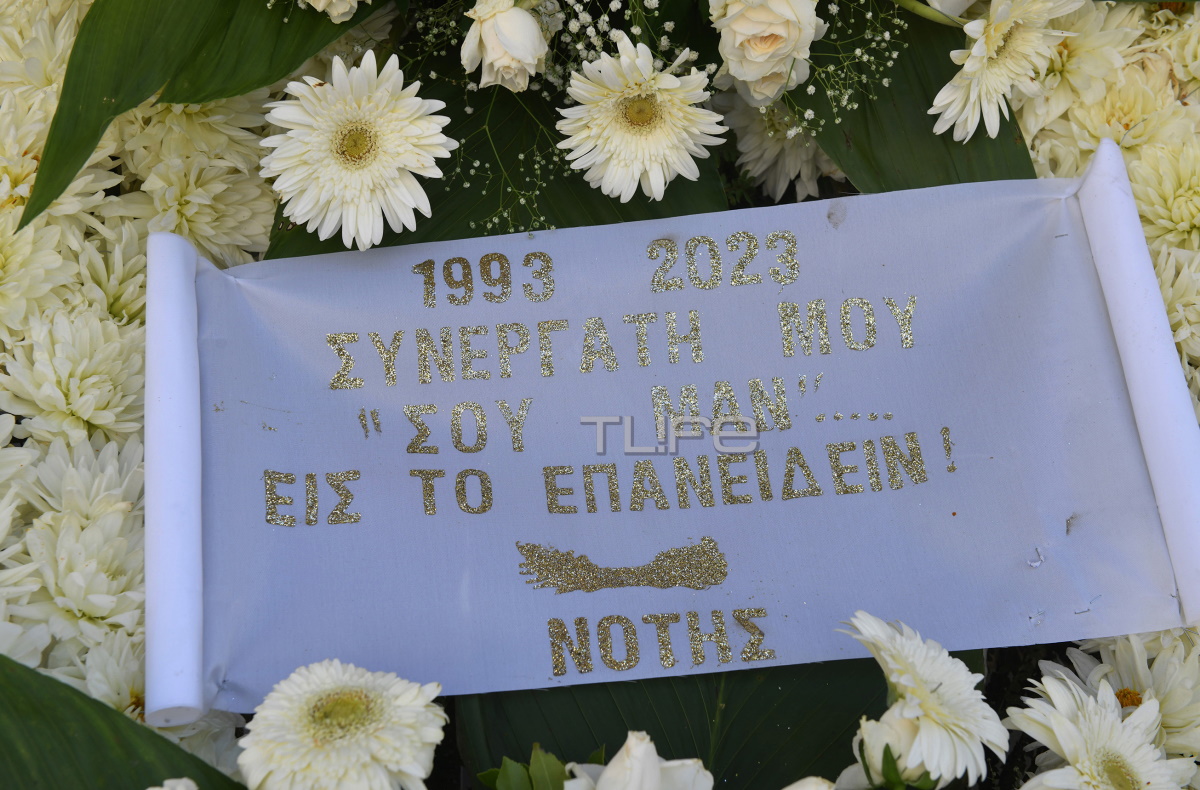 1993 2023
ΣΥΝΕΡΓΑΤΗ ΜΟΥ
"ΣΟΥ ΜΑΝ".....
TLife
ΕΙΣ ΤΟ ΕΠΑΝΕΙΔΕΙΝ!
ΝΟΤΗΣ